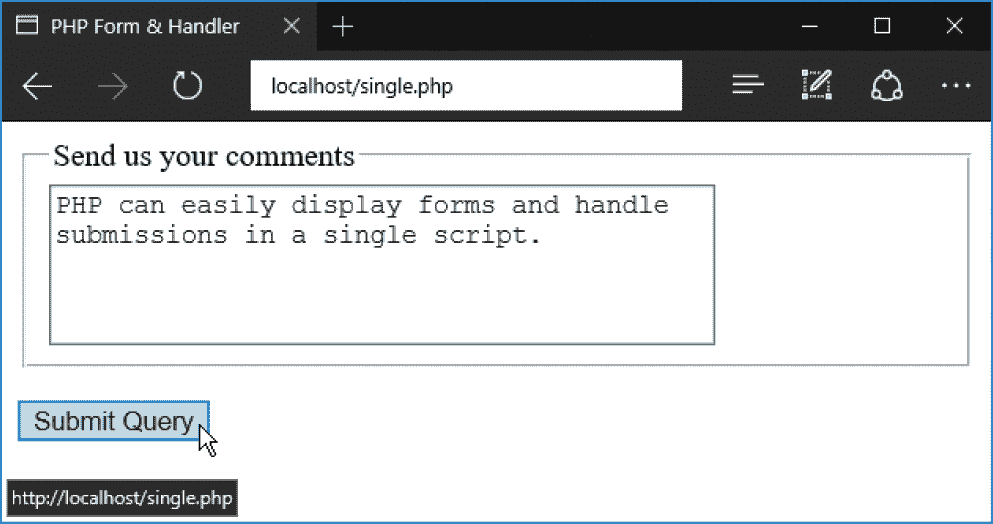 PHP Form & Handler
localhost/single.php
Send us your comments
PHP can easily display forms and handle
submissions in a single script.
Submit Query
http://localhost/single.php